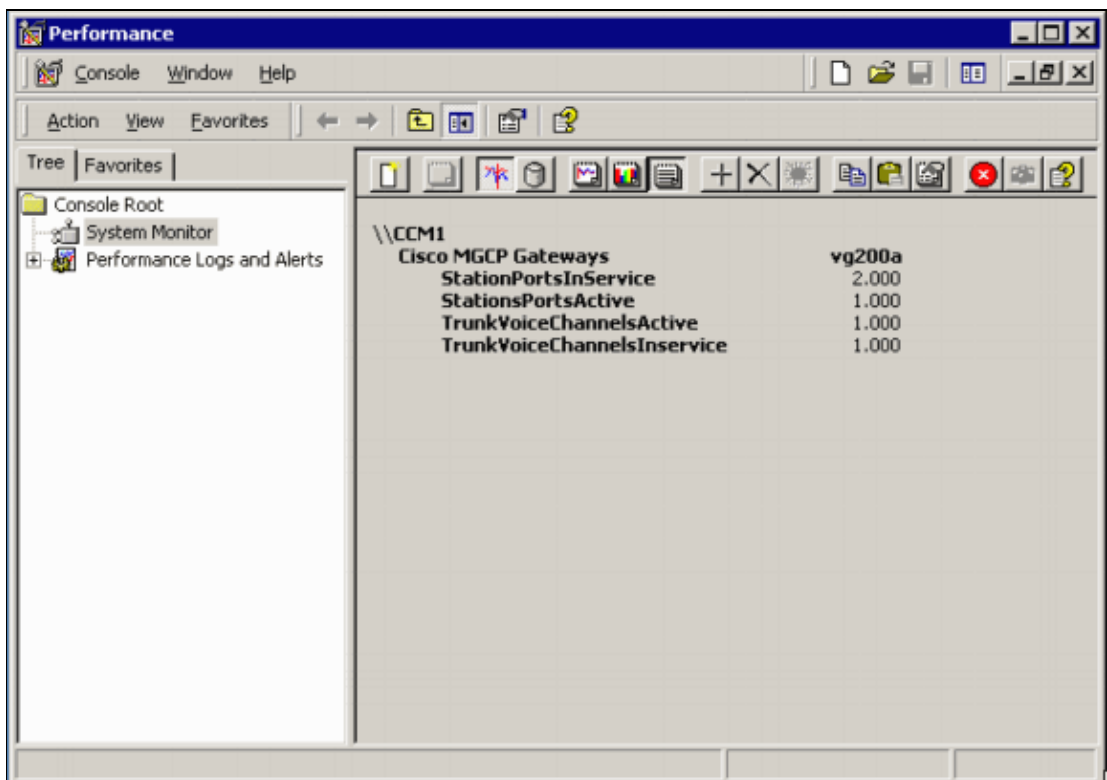 Performance
Console Window Help
Action View Favorites
Tree Favorites
Console Root
System Monitor
Performance Logs and Alerts
\\CCM1
Cisco MGCP Gateways vg200a
StationPortsInService 2.000
StationsPortsActive 1.000
TrunkVoiceChannelsActive 1.000
TrunkVoiceChannelsInservice 1.000